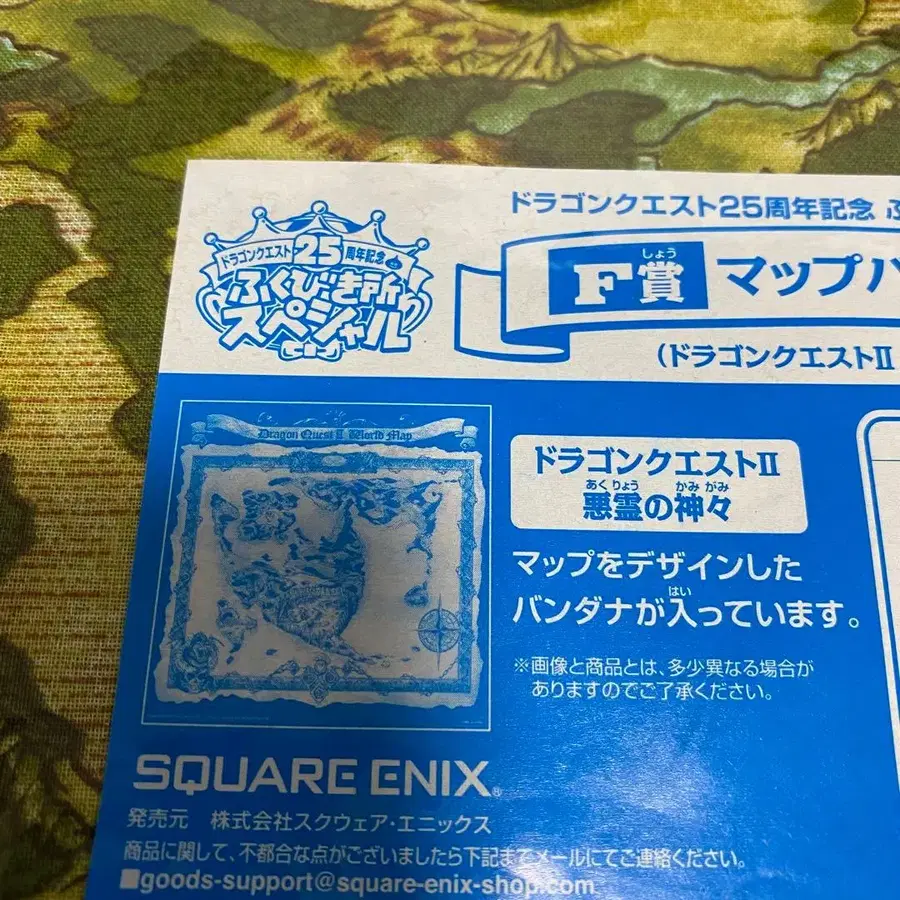 ドラゴンクエスト25周年記念
ふくびき所
スペシャル
ドラゴンクエスト25周年記念 ふ
しょう
F賞 マップバ
(ドラゴンクエストII
Dragon Quest II World Map
ドラゴンクエストII
あくりょう かみがみ
悪霊の神々
マップをデザインした
はい
バンダナが入っています。
※画像と商品とは、多少異なる場合が
ありますのでご了承ください。
SQUARE ENIX®
発売元 株式会社スクウェア・エニックス
商品に関して、不都合な点がございましたら下記までメールにてご連絡ください。
■goods-support@square-enix-shop.com